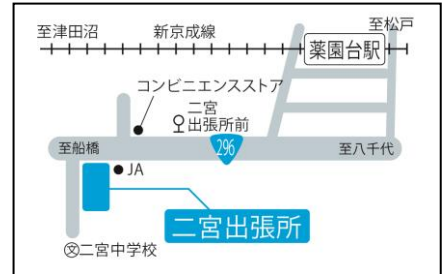 至津田沼
新京成線
至松戸
薬園台駅
コンビニエンスストア
二宮
出張所前
296
至船橋
至八千代
JA
二宮出張所
文二宮中学校